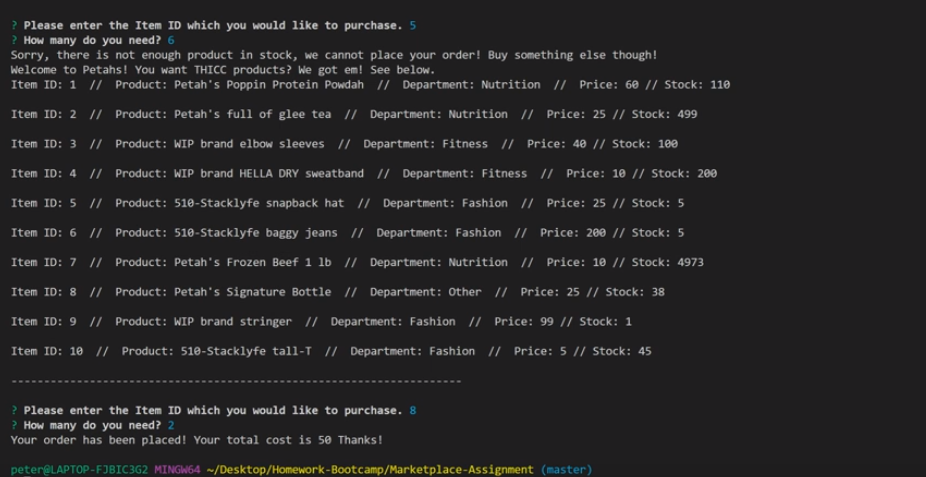 ? Please enter the Item ID which you would like to purchase. 5
? How many do you need? 6
Sorry, there is not enough product in stock, we cannot place your order! Buy something else though!
Welcome to Petahs! You want THICC products? We got em! See below.
Item ID: 1  //  Product: Petah's Poppin Protein Powdah  //  Department: Nutrition  //  Price: 60 // Stock: 110
Item ID: 2  //  Product: Petah's full of glee tea  //  Department: Nutrition  //  Price: 25 // Stock: 499
Item ID: 3  //  Product: WIP brand elbow sleeves  //  Department: Fitness  //  Price: 40 // Stock: 100
Item ID: 4  //  Product: WIP brand HELLA DRY sweatband  //  Department: Fitness  //  Price: 10 // Stock: 200
Item ID: 5  //  Product: 510-Stacklyfe snapback hat  //  Department: Fashion  //  Price: 25 // Stock: 5
Item ID: 6  //  Product: 510-Stacklyfe baggy jeans  //  Department: Fashion  //  Price: 200 // Stock: 5
Item ID: 7  //  Product: Petah's Frozen Beef 1 lb  //  Department: Nutrition  //  Price: 10 // Stock: 4973
Item ID: 8  //  Product: Petah's Signature Bottle  //  Department: Other  //  Price: 25 // Stock: 38
Item ID: 9  //  Product: WIP brand stringer  //  Department: Fashion  //  Price: 99 // Stock: 1
Item ID: 10  //  Product: 510-Stacklyfe tall-T  //  Department: Fashion  //  Price: 5 // Stock: 45
---------------------------------------------------------------------
? Please enter the Item ID which you would like to purchase. 8
? How many do you need? 2
Your order has been placed! Your total cost is 50 Thanks!
peter@LAPTOP-FJBIC3G2 MINGW64 ~/Desktop/Homework-Bootcamp/Marketplace-Assignment (master)